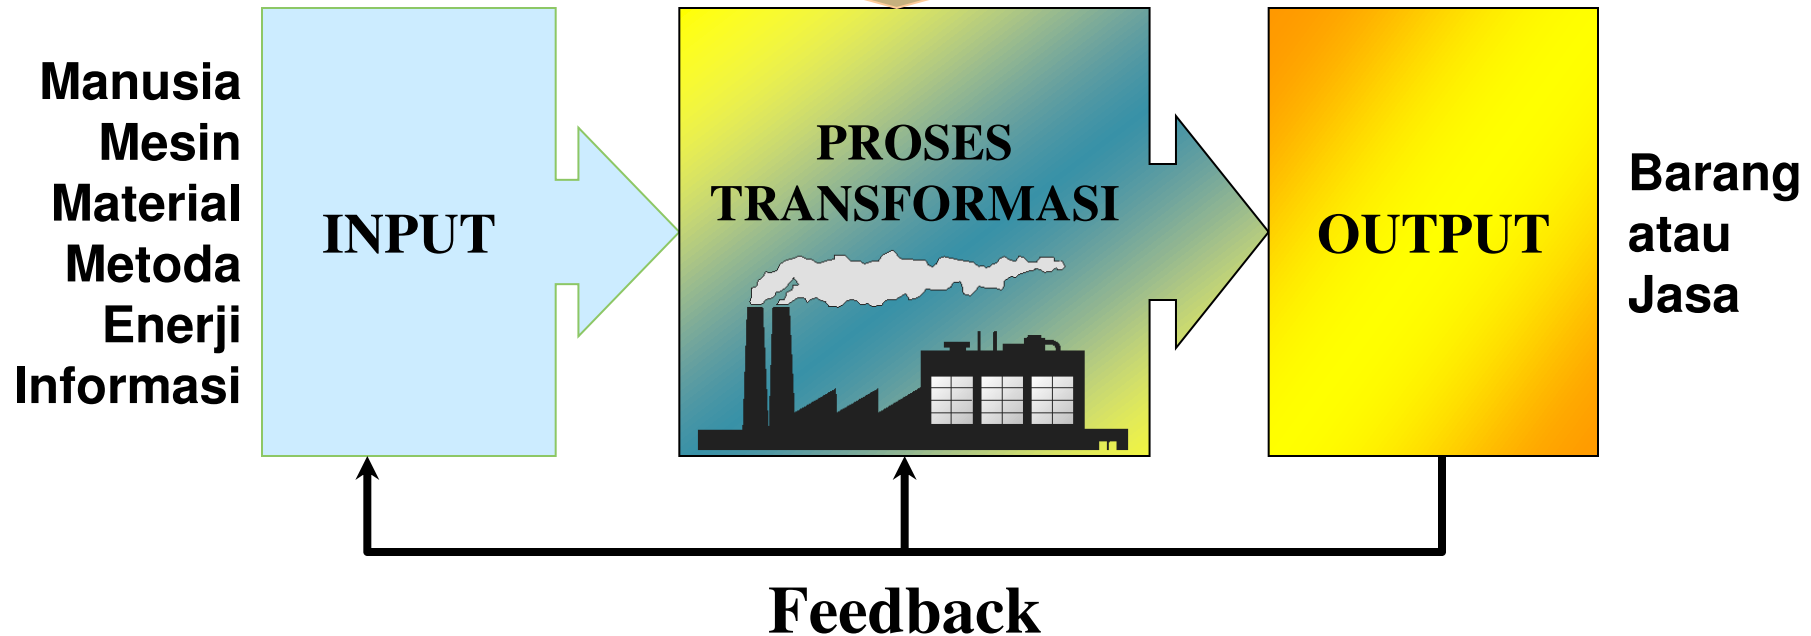 Manusia
Mesin
Material
Metoda
Enerji
Informasi
INPUT
PROSES
TRANSFORMASI
OUTPUT
Barang
atau
Jasa
Feedback